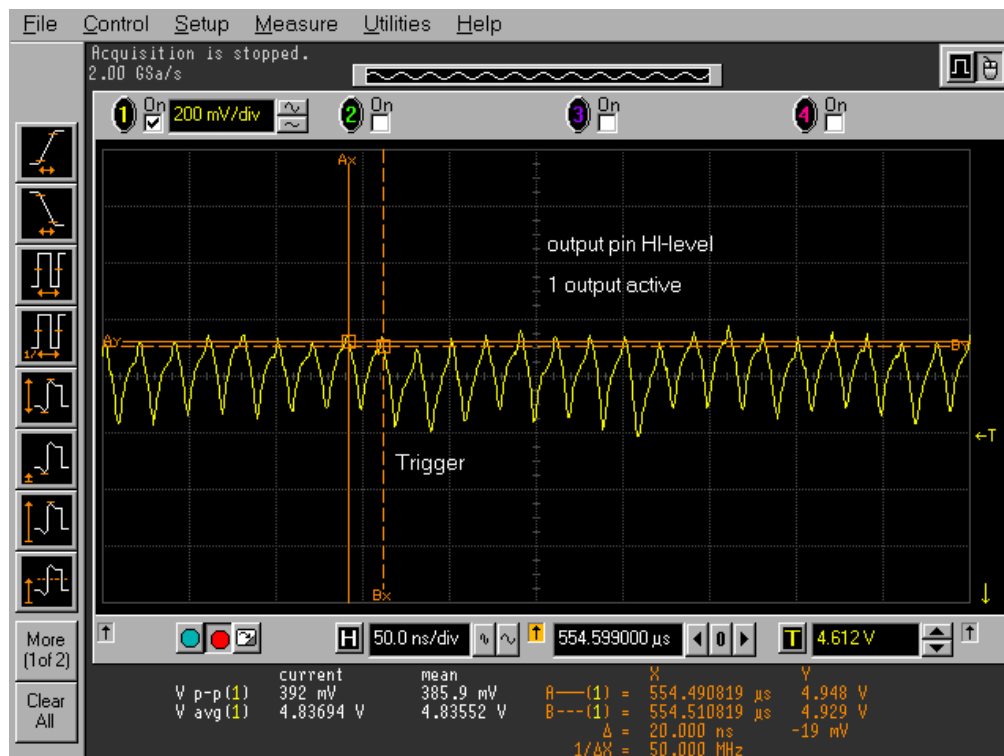 File Control Setup Measure Utilities Help
Acquisition is stopped.
2.00 GSa/s
1 On 200 mV/div 2 On 3 On 4 On
Ax
output pin HI-level
1 output active
Ay By
Trigger
←T
Bx
1/
More
(1of 2)
Clear
All
H 50.0 ns/div 554.599000 µs 0 T 4.612 V
current mean X Y
V p-p(1) 392 mV 385.9 mV A——(1) = 554.490819 µs 4.948 V
V avg(1) 4.83694 V 4.83552 V B---(1) = 554.510819 µs 4.929 V
Δ = 20.000 ns -19 mV
1/ΔX = 50.000 MHz